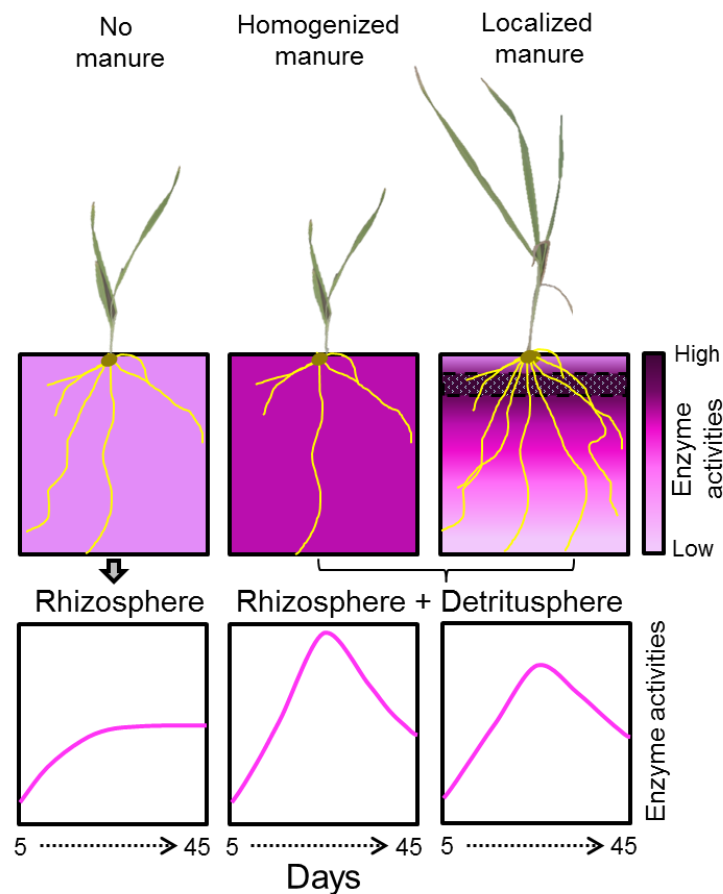 No
manure
Homogenized
manure
Localized
manure
High
Enzyme
activities
Low
Rhizosphere
Rhizosphere + Detritusphere
Enzyme activities
5
45
5
45
5
45
Days